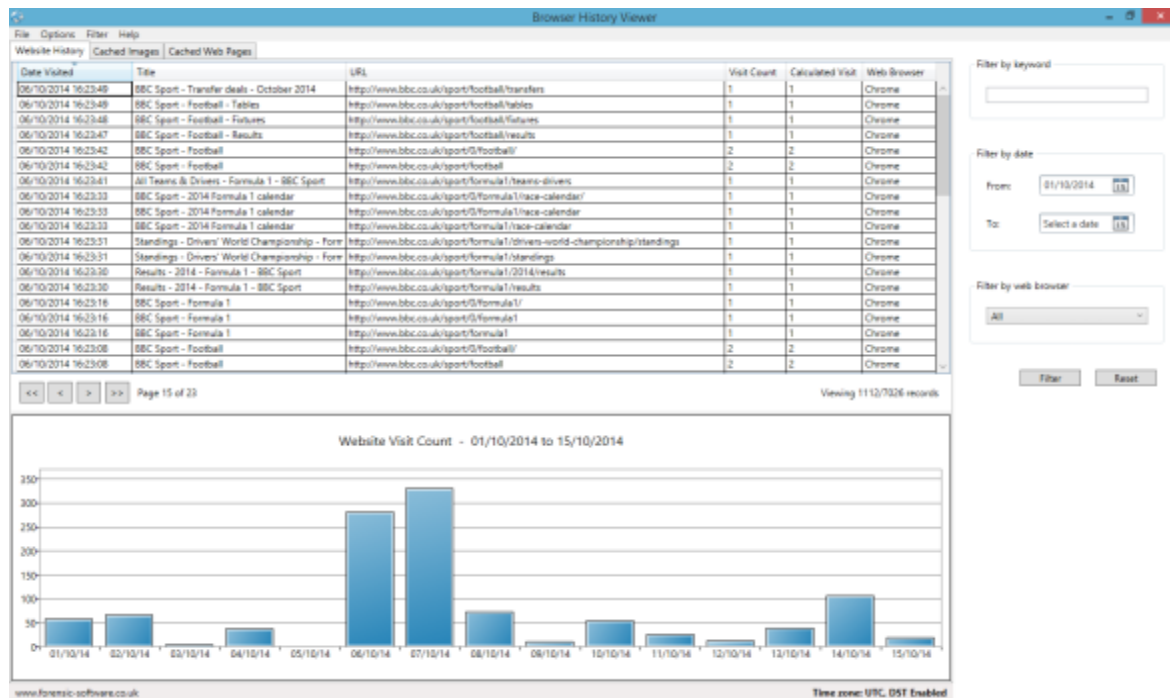 Browser History Viewer
File Options Filter Help
Website History Cached Images Cached Web Pages
Date Visited Title URL Visit Count Calculated Visit Web Browser
06/10/2014 16:23:49 BBC Sport - Transfer deals - October 2014 http://www.bbc.co.uk/sport/football/transfers 1 1 Chrome
06/10/2014 16:23:49 BBC Sport - Football - Tables http://www.bbc.co.uk/sport/football/tables 1 1 Chrome
06/10/2014 16:23:48 BBC Sport - Football - Fixtures http://www.bbc.co.uk/sport/football/fixtures 1 1 Chrome
06/10/2014 16:23:47 BBC Sport - Football - Results http://www.bbc.co.uk/sport/football/results 1 1 Chrome
06/10/2014 16:23:42 BBC Sport - Football http://www.bbc.co.uk/sport/0/football/ 2 2 Chrome
06/10/2014 16:23:42 BBC Sport - Football http://www.bbc.co.uk/sport/football 2 2 Chrome
06/10/2014 16:23:41 All Teams & Drivers - Formula 1 - BBC Sport http://www.bbc.co.uk/sport/formula1/teams-drivers 1 1 Chrome
06/10/2014 16:23:33 BBC Sport - 2014 Formula 1 calendar http://www.bbc.co.uk/sport/0/formula1/race-calendar/ 1 1 Chrome
06/10/2014 16:23:33 BBC Sport - 2014 Formula 1 calendar http://www.bbc.co.uk/sport/0/formula1/race-calendar 1 1 Chrome
06/10/2014 16:23:33 BBC Sport - 2014 Formula 1 calendar http://www.bbc.co.uk/sport/formula1/race-calendar 1 1 Chrome
06/10/2014 16:23:31 Standings - Drivers' World Championship - Form http://www.bbc.co.uk/sport/formula1/drivers-world-championship/standings 1 1 Chrome
06/10/2014 16:23:31 Standings - Drivers' World Championship - Form http://www.bbc.co.uk/sport/formula1/standings 1 1 Chrome
06/10/2014 16:23:30 Results - 2014 - Formula 1 - BBC Sport http://www.bbc.co.uk/sport/formula1/2014/results 1 1 Chrome
06/10/2014 16:23:30 Results - 2014 - Formula 1 - BBC Sport http://www.bbc.co.uk/sport/formula1/results 1 1 Chrome
06/10/2014 16:23:16 BBC Sport - Formula 1 http://www.bbc.co.uk/sport/0/formula1/ 1 1 Chrome
06/10/2014 16:23:16 BBC Sport - Formula 1 http://www.bbc.co.uk/sport/0/formula1 1 1 Chrome
06/10/2014 16:23:16 BBC Sport - Formula 1 http://www.bbc.co.uk/sport/formula1 1 1 Chrome
06/10/2014 16:23:08 BBC Sport - Football http://www.bbc.co.uk/sport/0/football/ 2 2 Chrome
06/10/2014 16:23:08 BBC Sport - Football http://www.bbc.co.uk/sport/football 2 2 Chrome
<< < > >> Page 15 of 23 Viewing 1112/7026 records
Filter by keyword
Filter by date
From: 01/10/2014 15
To: Select a date 15
Filter by web browser
All
Filter Reset
Website Visit Count - 01/10/2014 to 15/10/2014
350
300
250
200
150
100
50
0
01/10/14 02/10/14 03/10/14 04/10/14 05/10/14 06/10/14 07/10/14 08/10/14 09/10/14 10/10/14 11/10/14 12/10/14 13/10/14 14/10/14 15/10/14
www.forensic-software.co.uk Time zone: UTC, DST Enabled